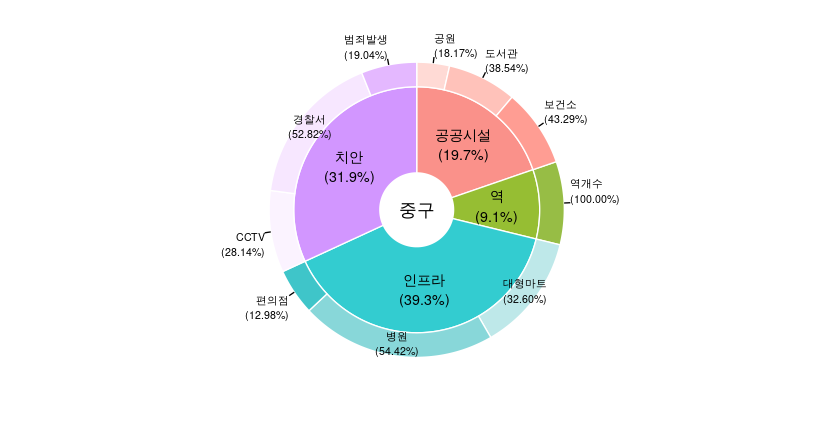 범죄발생
(19.04%)
공원
(18.17%)
도서관
(38.54%)
보건소
(43.29%)
경찰서
(52.82%)
공공시설
(19.7%)
치안
(31.9%)
역개수
(100.00%)
역
(9.1%)
중구
CCTV
(28.14%)
인프라
(39.3%)
대형마트
(32.60%)
편의점
(12.98%)
병원
(54.42%)